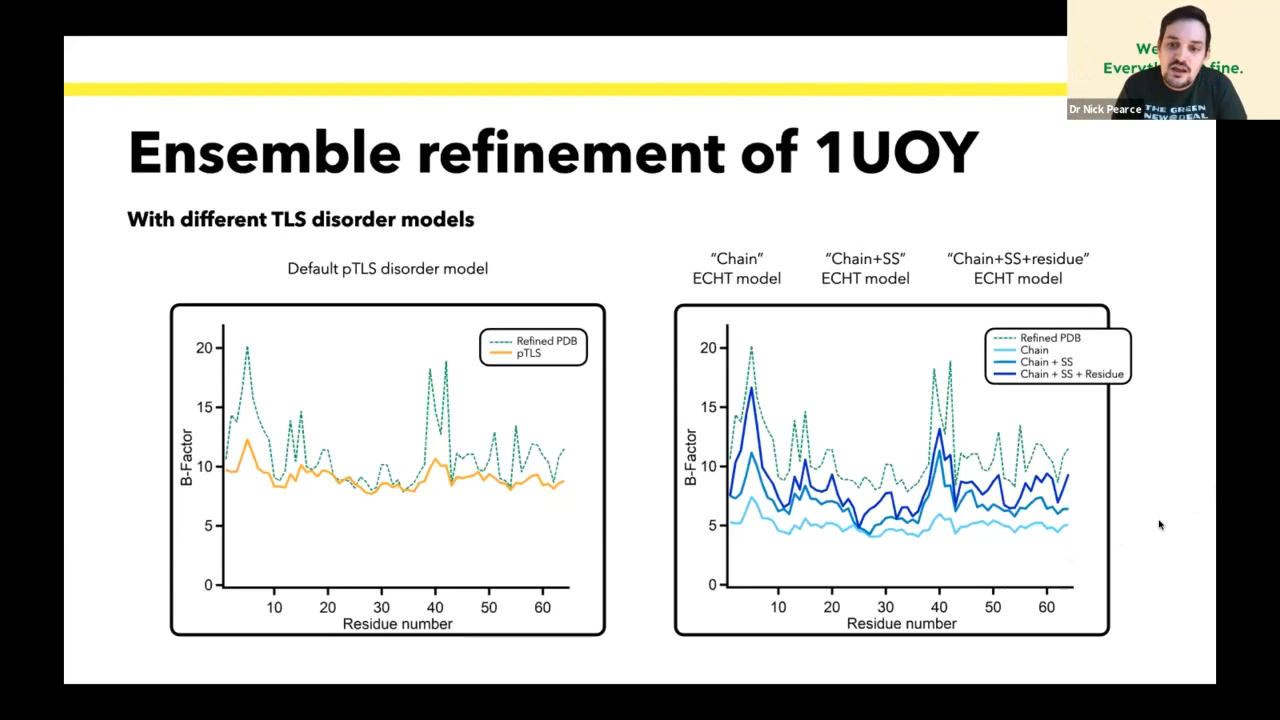 We
Everyth fine.
Dr Nick Pearce
THE GREEN
NEW DEAL
Ensemble refinement of 1UOY
With different TLS disorder models
Default pTLS disorder model
“Chain”
ECHT model
“Chain+SS”
ECHT model
“Chain+SS+residue”
ECHT model
20
15
10
5
0
B-Factor
Refined PDB
pTLS
10 20 30 40 50 60
Residue number
20
15
10
5
0
B-Factor
Refined PDB
Chain
Chain + SS
Chain + SS + Residue
10 20 30 40 50 60
Residue number